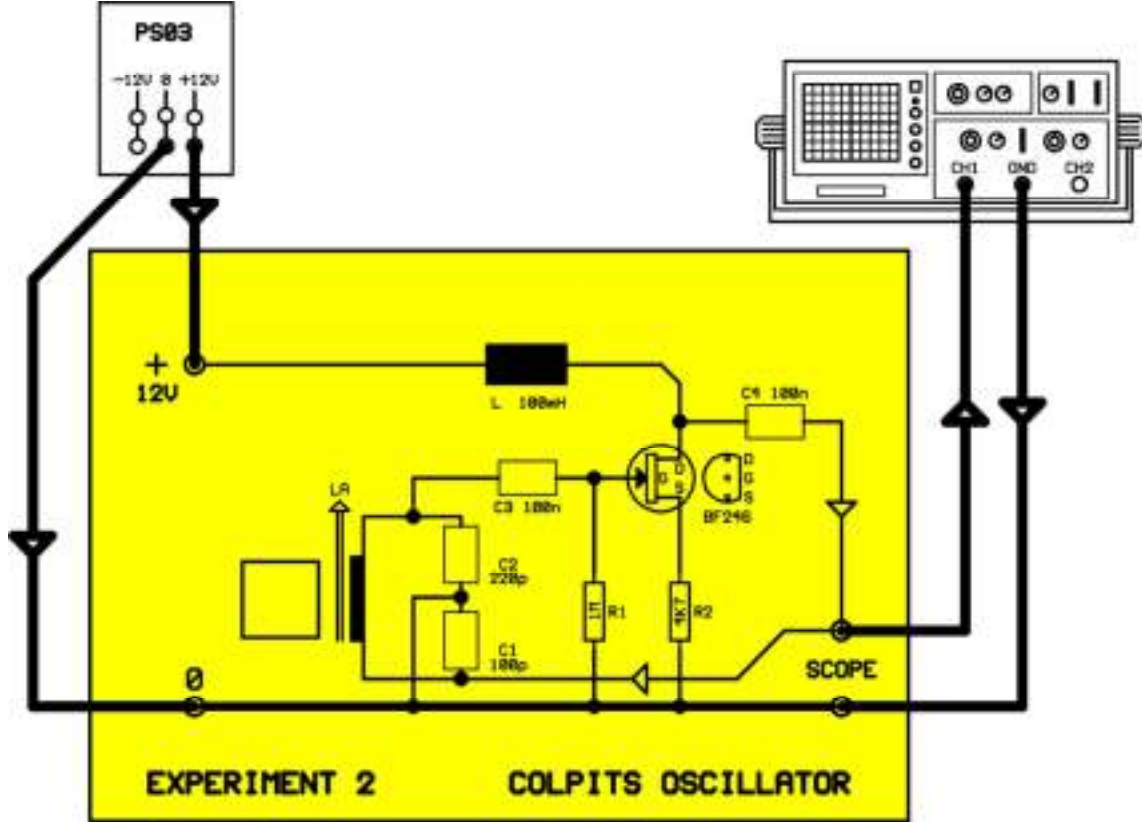 PS03
-12V 0 +12V
CH1 GND CH2
+
12V
L 100mH
C4 100n
D
G
S
D
G
S
BF246
C3 100n
LA
C2
220p
1M
R1
4K7
R2
C1
100p
SCOPE
0
EXPERIMENT 2 COLPITS OSCILLATOR